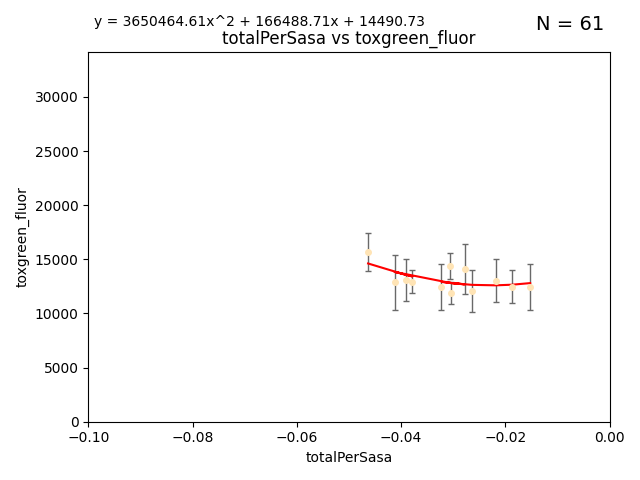 y = 3650464.61x^2 + 166488.71x + 14490.73
N = 61
totalPerSasa vs toxgreen_fluor
30000
25000
20000
15000
10000
5000
0
toxgreen_fluor
−0.10
−0.08
−0.06
−0.04
−0.02
0.00
totalPerSasa